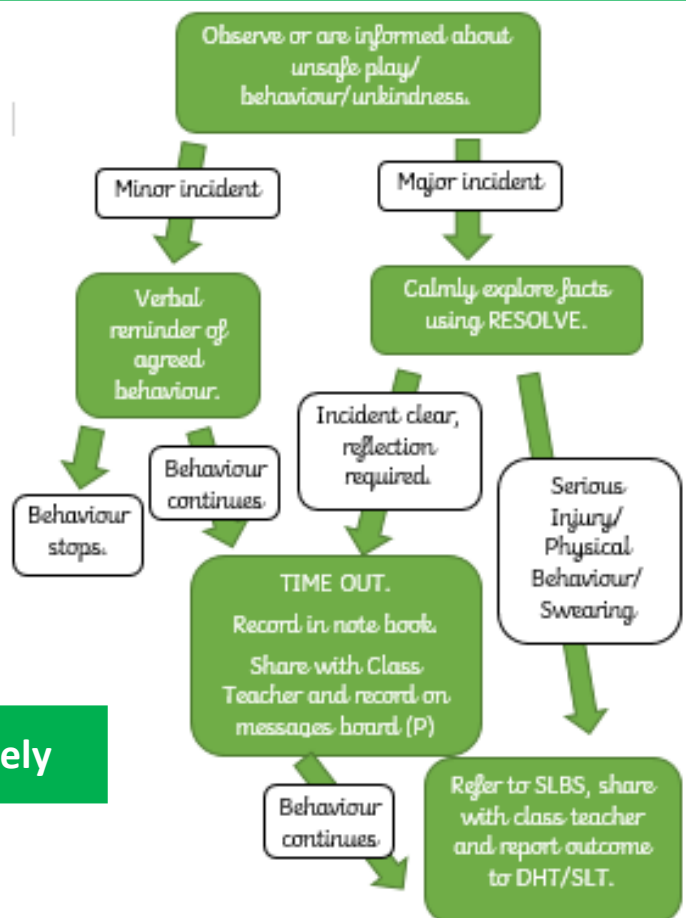 Observe or are informed about
unsafe play/
behaviour/unkindness.
Minor incident
Major incident
Verbal
reminder of
agreed
behaviour.
Calmly explore facts
using RESOLVE.
Incident clear,
reflection
required.
Behaviour
continues
Behaviour
stops.
Serious
Injury/
Physical
Behaviour/
Swearing
TIME OUT.
Record in note book.
Share with Class
Teacher and record on
messages board (P)
ely
Behaviour
continues
Refer to SLBS, share
with class teacher
and report outcome
to DHT/SLT.